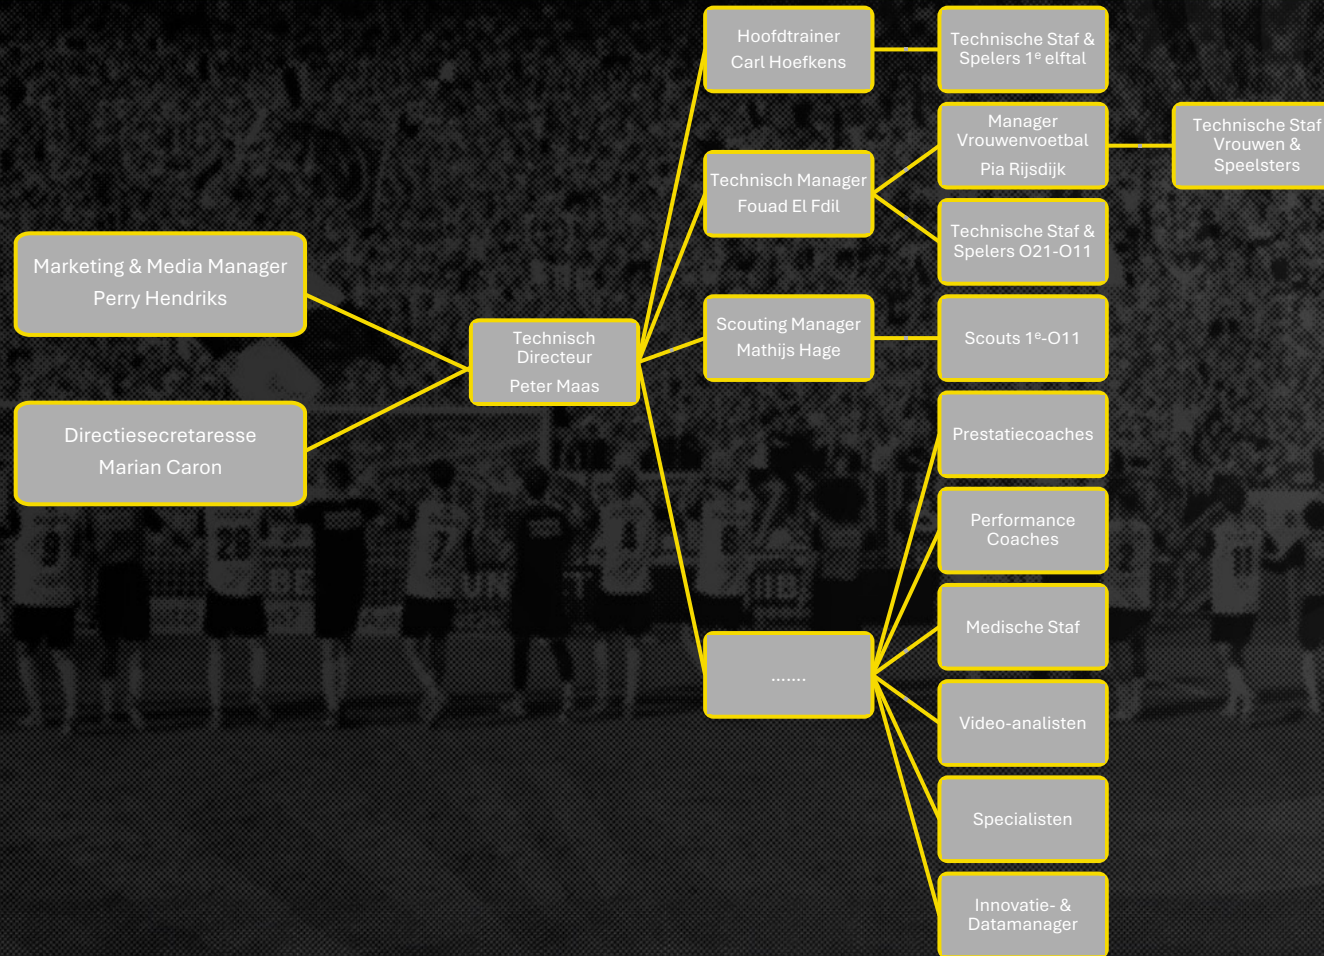 Hoofdtrainer
Carl Hoefkens
Technische Staf &
Spelers 1e elftal
Manager
Vrouwenvoetbal
Pia Rijsdijk
Technische Staf
Vrouwen &
Speelsters
Technisch Manager
Fouad El Fdil
Technische Staf &
Spelers O21-O11
Marketing & Media Manager
Perry Hendriks
Technisch
Directeur
Peter Maas
Scouting Manager
Mathijs Hage
Scouts 1e-O11
Directiesecretaresse
Marian Caron
Prestatiecoaches
Performance
Coaches
Medische Staf
.......
Video-analisten
Specialisten
Innovatie- &
Datamanager